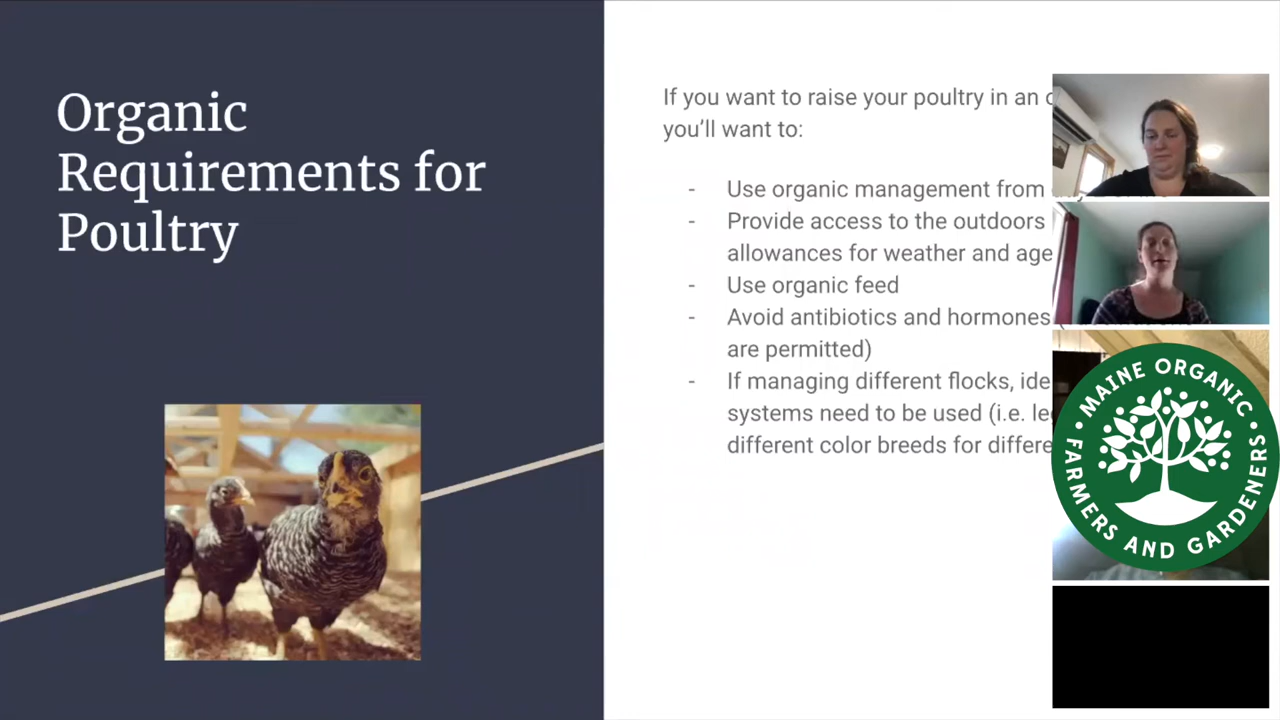 Organic
Requirements for
Poultry
If you want to raise your poultry in an
you'll want to:
- Use organic management from
- Provide access to the outdoors
allowances for weather and age
- Use organic feed
- Avoid antibiotics and hormones
are permitted)
- If managing different flocks,
systems need to be used (i.e.
different color breeds for
MAINE ORGANIC
FARMERS AND GARDENERS